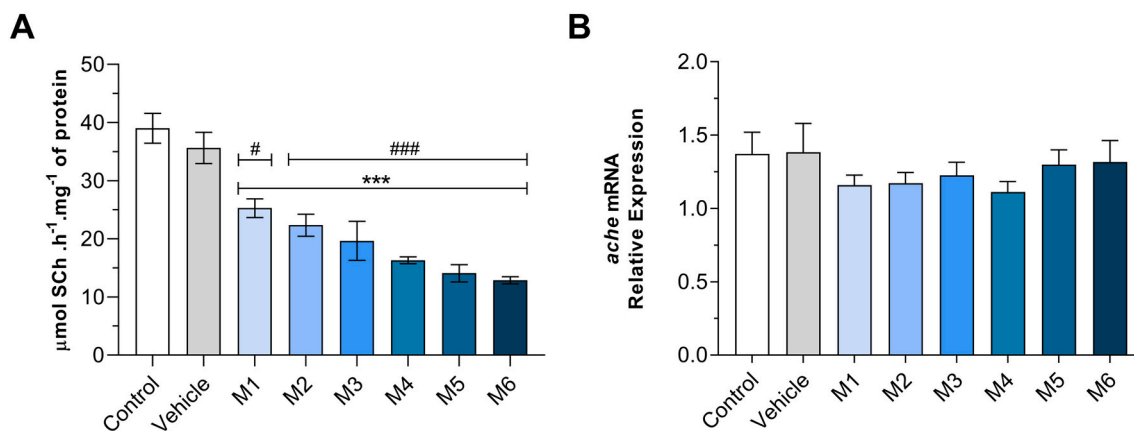 A
µmol SCh .h⁻¹.mg⁻¹ of protein
50
40
30
20
10
0
#
###
***
Control
Vehicle
M1
M2
M3
M4
M5
M6
B
ache mRNA
Relative Expression
2.0
1.5
1.0
0.5
0.0
Control
Vehicle
M1
M2
M3
M4
M5
M6